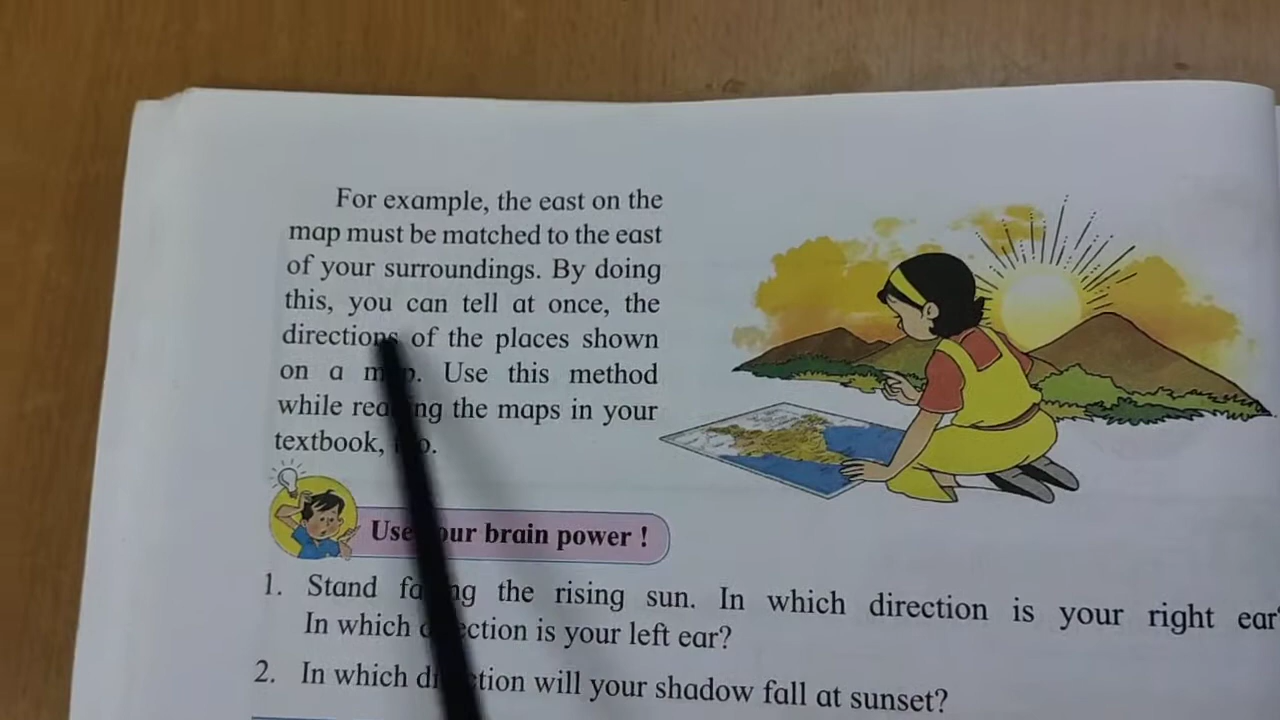 For example, the east on the
map must be matched to the east
of your surroundings. By doing
this, you can tell at once, the
directions of the places shown
on a map. Use this method
while reading the maps in your
textbook,
Use your brain power !
1. Stand facing the rising sun. In which direction is your right ear
In which direction is your left ear?
2. In which direction will your shadow fall at sunset?